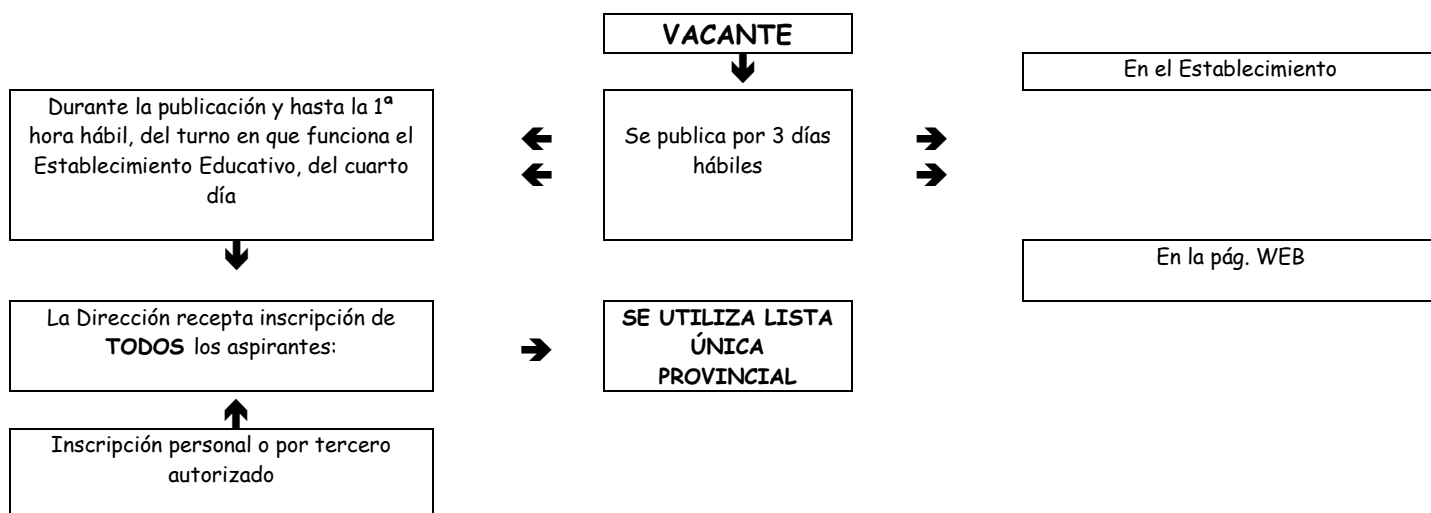 VACANTE
En el Establecimiento
Durante la publicación y hasta la 1ª
hora hábil, del turno en que funciona el
Establecimiento Educativo, del cuarto
día
Se publica por 3 días
hábiles
En la pág. WEB
La Dirección recepta inscripción de
TODOS los aspirantes:
SE UTILIZA LISTA
ÚNICA
PROVINCIAL
Inscripción personal o por tercero
autorizado